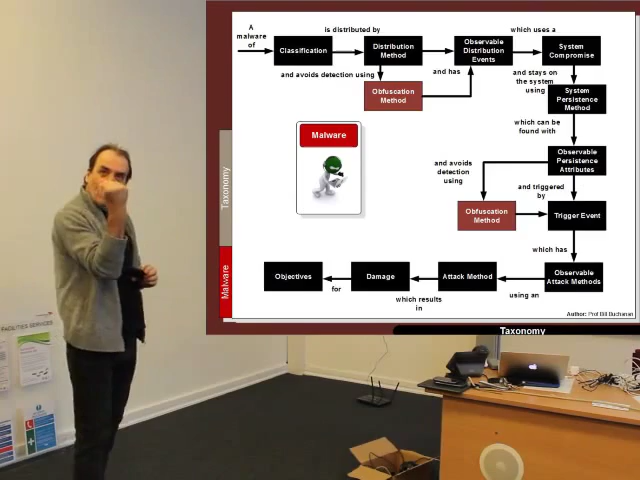 A
malware
of
is distributed by
which uses a
Classification
Distribution
Method
Observable
Distribution
Events
System
Compromise
and avoids detection using
and has
and stays on
the system
using
Obfuscation
Method
System
Persistence
Method
which can be
found with
Malware
Observable
Persistence
Attributes
and avoids
detection
using
and triggered
by
Obfuscation
Method
Trigger Event
which has
Objectives
Damage
Attack Method
Observable
Attack Methods
for
which results
in
using an
Author: Prof Bill Buchanan
Taxonomy
Malware
Taxonomy
FACILITIES SERVICES